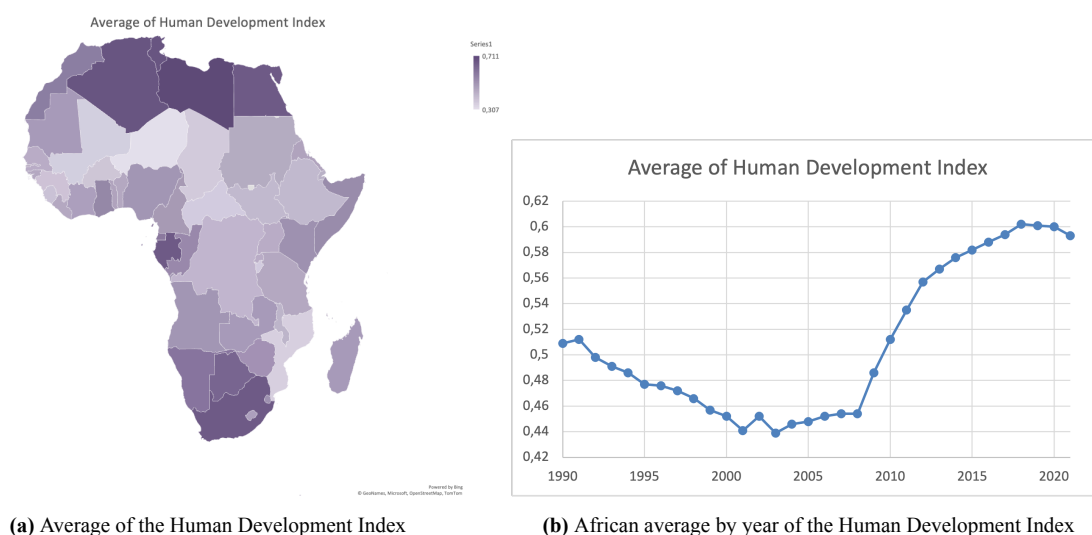 Average of Human Development Index
Series1
0,711
0,307
Powered by Bing
© GeoNames, Microsoft, OpenStreetMap, TomTom
(a) Average of the Human Development Index
Average of Human Development Index
0,62
0,6
0,58
0,56
0,54
0,52
0,5
0,48
0,46
0,44
0,42
1990 1995 2000 2005 2010 2015 2020
(b) African average by year of the Human Development Index